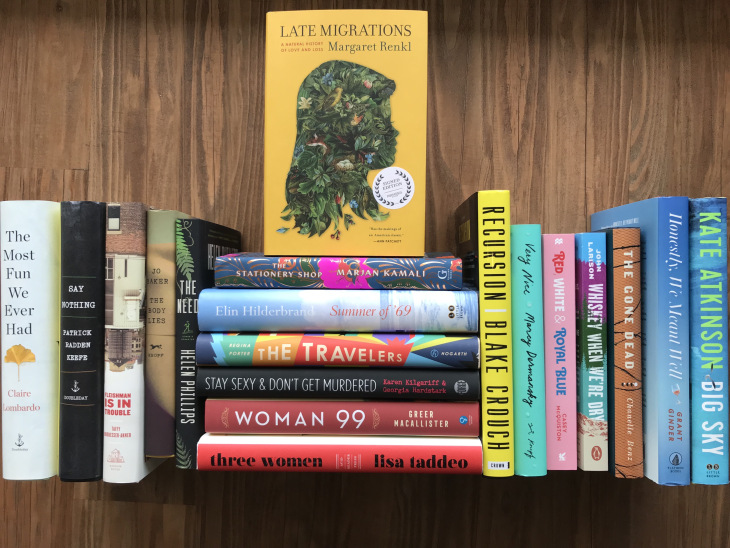 LATE MIGRATIONS
A NATURAL HISTORY
OF LOVE AND LOSS
Margaret Renkl
SIGNED
EDITION
—ANN PATCHETT
The
Most
Fun
We
Ever
Had
Claire
Lombardo
SAY
NOTHING
PATRICK
RADDEN
KEEFE
DOUBLEDAY
FLEISHMAN
IS IN
TROUBLE
TAFFY
BRODESSER-AKNER
JO
BAKER
THE
BODY
LIES
KNOPF
THE
NEED
HELEN PHILLIPS
THE
STATIONERY SHOP
MARJAN KAMALI
G
Elin Hilderbrand
Summer of '69
REGINA
PORTER
THE TRAVELERS
HOGARTH
STAY SEXY & DON'T GET MURDERED
Karen Kilgariff &
Georgia Hardstark
WOMAN 99
GREER
MACALLISTER
three women
lisa taddeo
RECURSION
BLAKE CROUCH
CROWN
Very Nice
Marcy Dermansky
RED, WHITE &
ROYAL BLUE
CASEY
McQUISTON
JOHN
LARISON
WHISKEY WHEN WE'RE DRY
THE GONE DEAD
Chanelle Benz
Honestly, We Meant Well
GRANT
GINDER
KATE ATKINSON
BIG SKY